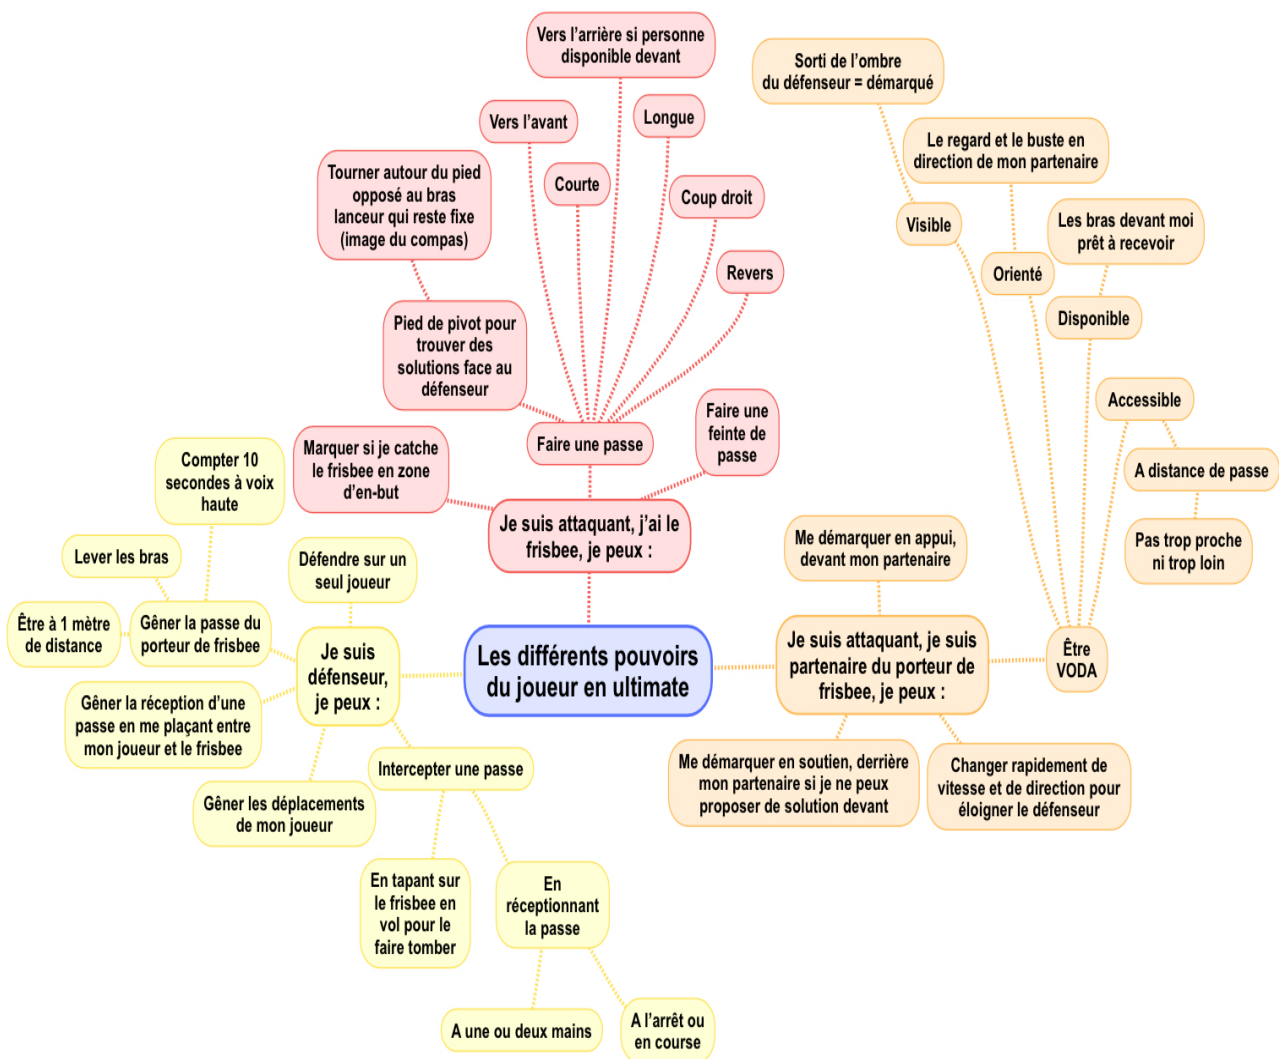 Les différents pouvoirs
du joueur en ultimate
Je suis attaquant, j'ai le
frisbee, je peux :
Marquer si je catche
le frisbee en zone
d'en-but
Faire une passe
Pied de pivot pour
trouver des
solutions face au
défenseur
Tourner autour du pied
opposé au bras
lanceur qui reste fixe
(image du compas)
Vers l'avant
Courte
Vers l'arrière si personne
disponible devant
Longue
Coup droit
Revers
Faire une
feinte de
passe
Je suis attaquant, je suis
partenaire du porteur de
frisbee, je peux :
Me démarquer en appui,
devant mon partenaire
Être
VODA
Visible
Sorti de l'ombre
du défenseur = démarqué
Orienté
Le regard et le buste en
direction de mon partenaire
Disponible
Les bras devant moi
prêt à recevoir
Accessible
A distance de passe
Pas trop proche
ni trop loin
Changer rapidement de
vitesse et de direction pour
éloigner le défenseur
Me démarquer en soutien, derrière
mon partenaire si je ne peux
proposer de solution devant
Je suis
défenseur,
je peux :
Défendre sur un
seul joueur
Gêner la passe du
porteur de frisbee
Compter 10
secondes à voix
haute
Lever les bras
Être à 1 mètre
de distance
Gêner la réception d'une
passe en me plaçant entre
mon joueur et le frisbee
Gêner les déplacements
de mon joueur
Intercepter une passe
En tapant sur
le frisbee en
vol pour le
faire tomber
En
réceptionnant
la passe
A une ou deux mains
A l'arrêt ou
en course